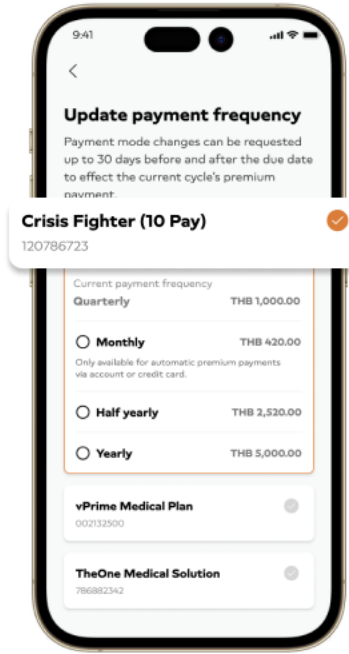 9:41
Update payment frequency
Payment mode changes can be requested
up to 30 days before and after the due date
to effect the current cycle's premium
payment.
Crisis Fighter (10 Pay)
120786723
Current payment frequency
Quarterly THB 1,000.00
Monthly THB 420.00
Only available for automatic premium payments
via account or credit card.
Half yearly THB 2,520.00
Yearly THB 5,000.00
vPrime Medical Plan
002132500
TheOne Medical Solution
786882342